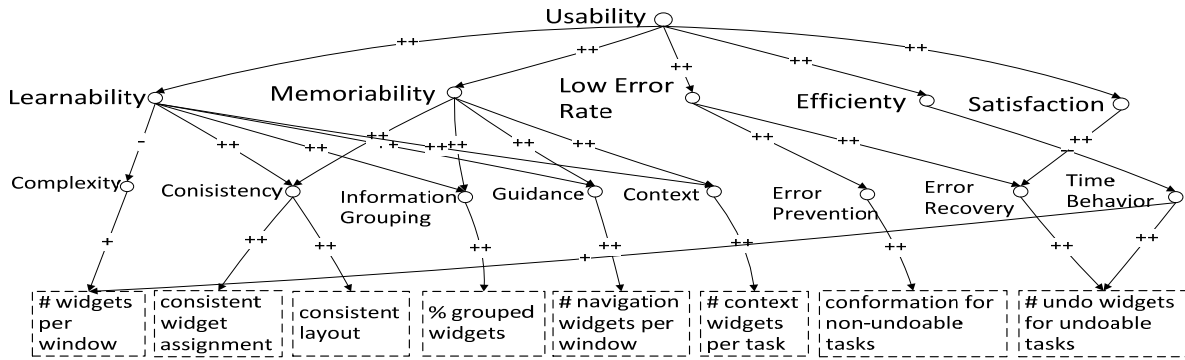 Usability
++
++
++
++
++
Learnability
Memoriability
Low Error
Rate
Efficienty
Satisfaction
–
++
++
++
. +
++
++
++
++
++
++
–
++
Complexity
Conisistency
Information
Grouping
Guidance
Context
Error
Prevention
Error
Recovery
Time
Behavior
+
++
++
++
++
++
+
++
++
++
# widgets
per
window
consistent
widget
assignment
consistent
layout
% grouped
widgets
# navigation
widgets per
window
# context
widgets
per task
conformation for
non-undoable
tasks
# undo widgets
for undoable
tasks